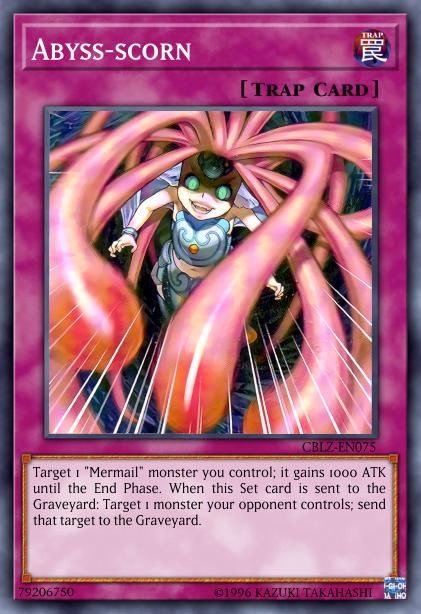 Abyss-scorn
TRAP
罠
[Trap Card]
CBLZ-EN075
Target 1 "Mermail" monster you control; it gains 1000 ATK
until the End Phase. When this Set card is sent to the
Graveyard: Target 1 monster your opponent controls; send
that target to the Graveyard.
79206750
©1996 KAZUKI TAKAHASHI